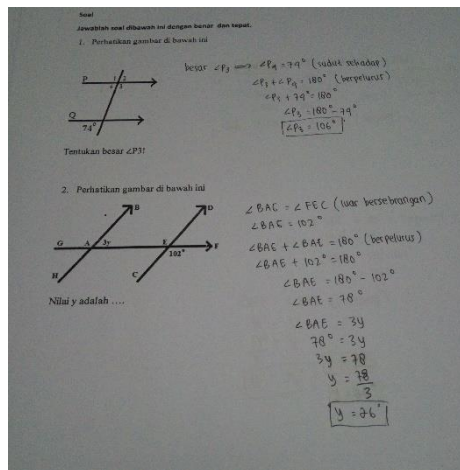 Soal
Jawablah soal dibawah ini dengan benar dan tepat.
1. Perhatikan gambar di bawah ini
P
1 2
4 3
Q
74°
Tentukan besar ∠P3!
besar ∠P3 ⟹ ∠P4 = 74° (sudut sehadap)
∠P3 + ∠P4 = 180° (berpelurus)
∠P3 + 74° = 180°
∠P3 = 180° - 74°
∠P3 = 106°
2. Perhatikan gambar di bawah ini
B D
G A 3y E F
102°
H C
Nilai y adalah ....
∠BAG = ∠FEC (luar bersebrangan)
∠BAG = 102°
∠BAG + ∠BAE = 180° (berpelurus)
∠BAE + 102° = 180°
∠BAE = 180° - 102°
∠BAE = 78°
∠BAE = 3y
78° = 3y
3y = 78
y = 78
3
y = 26°